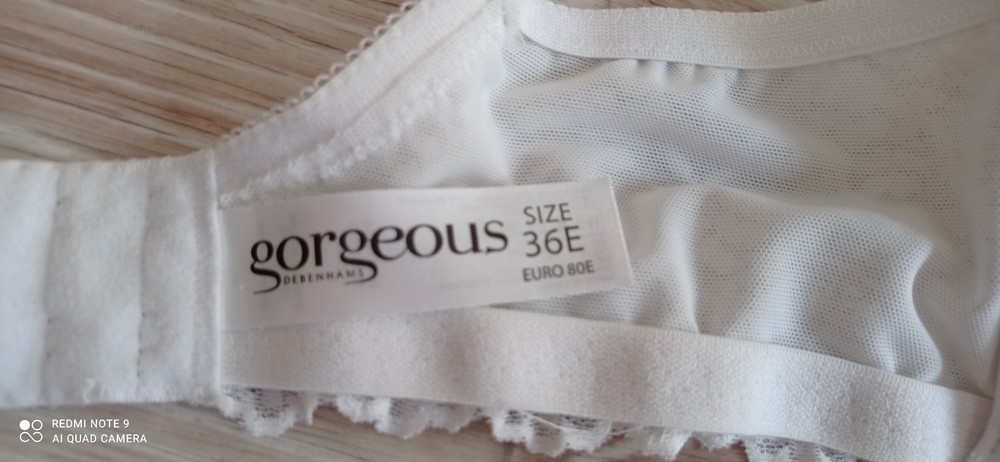 gorgeous
DEBENHAMS
SIZE
36E
EURO 80E
REDMI NOTE 9
AI QUAD CAMERA